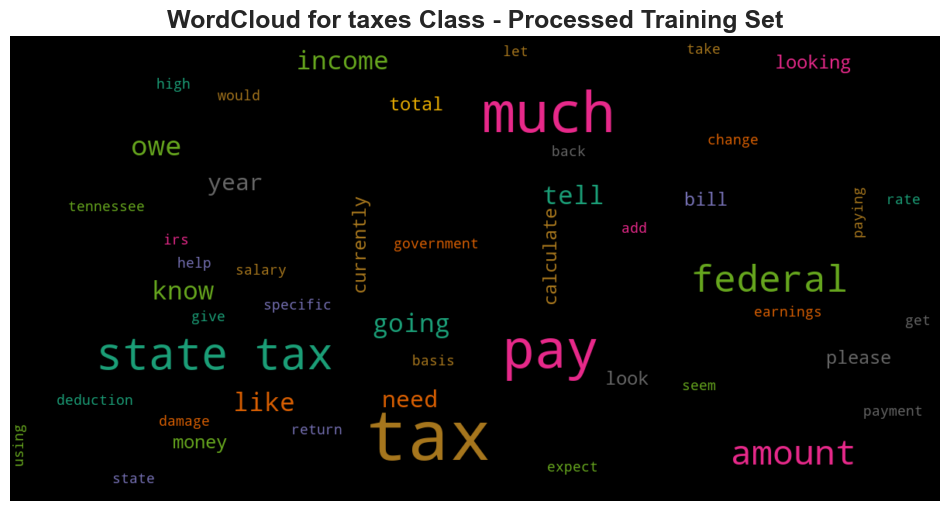 WordCloud for taxes Class - Processed Training Set
let
take
income
looking
high
would
total
much
owe
change
back
year
tell
bill
rate
paying
tennessee
currently
calculate
add
irs
government
help
salary
federal
know
specific
earnings
give
going
get
state tax
pay
basis
look
please
seem
deduction
like
need
payment
damage
return
tax
using
money
amount
expect
state